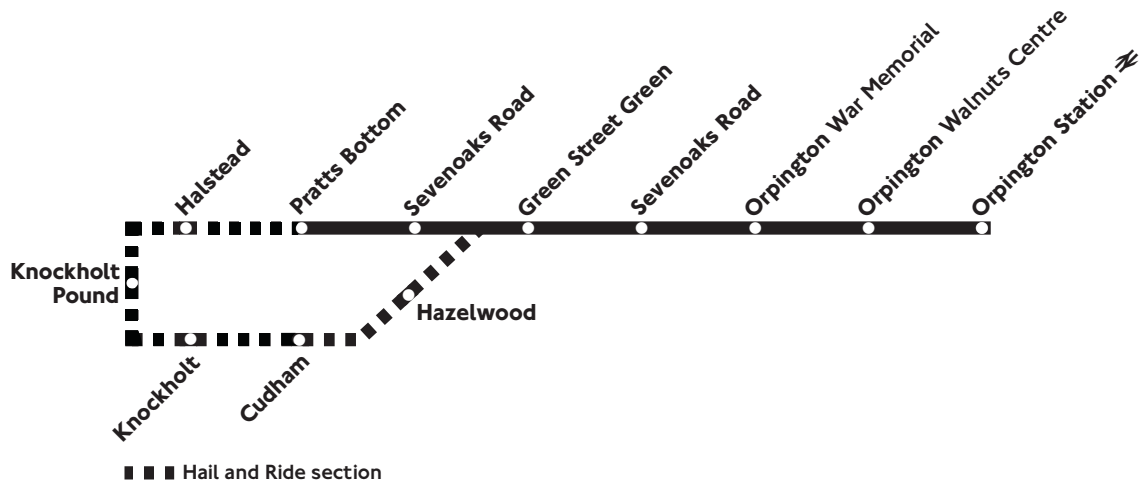 Halstead
Pratts Bottom
Sevenoaks Road
Green Street Green
Sevenoaks Road
Orpington War Memorial
Orpington Walnuts Centre
Orpington Station
Knockholt
Pound
Hazelwood
Knockholt
Cudham
Hail and Ride section